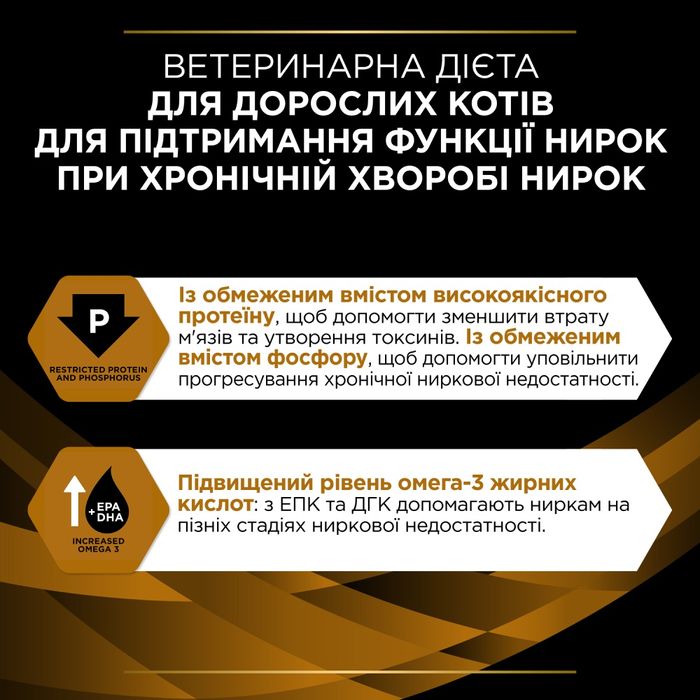 ВЕТЕРИНАРНА ДІЄТА
ДЛЯ ДОРОСЛИХ КОТІВ
ДЛЯ ПІДТРИМАННЯ ФУНКЦІЇ НИРОК
ПРИ ХРОНІЧНІЙ ХВОРОБІ НИРОК
P
RESTRICTED PROTEIN
AND PHOSPHORUS
Із обмеженим вмістом високоякісного
протеїну, щоб допомогти зменшити втрату
м'язів та утворення токсинів. Із обмеженим
вмістом фосфору, щоб допомогти уповільнити
прогресування хронічної ниркової недостатності.
+EPA
DHA
INCREASED
OMEGA 3
Підвищений рівень омега-3 жирних
кислот: з ЕПК та ДГК допомагають ниркам на
пізніх стадіях ниркової недостатності.